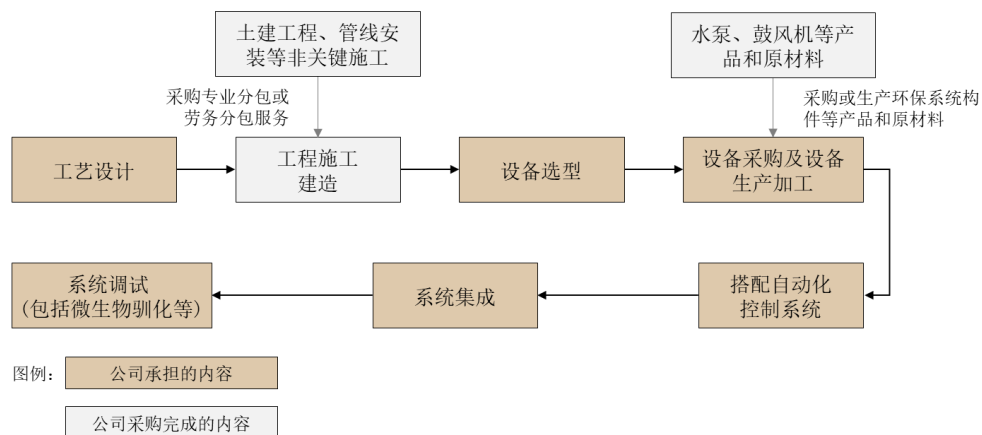 土建工程、管线安
装等非关键施工
水泵、鼓风机等产
品和原材料
采购专业分包或
劳务分包服务
采购或生产环保系统构
件等产品和原材料
工艺设计
工程施工
建造
设备选型
设备采购及设备
生产加工
系统调试
(包括微生物驯化等)
系统集成
搭配自动化
控制系统
图例：
公司承担的内容
公司采购完成的内容